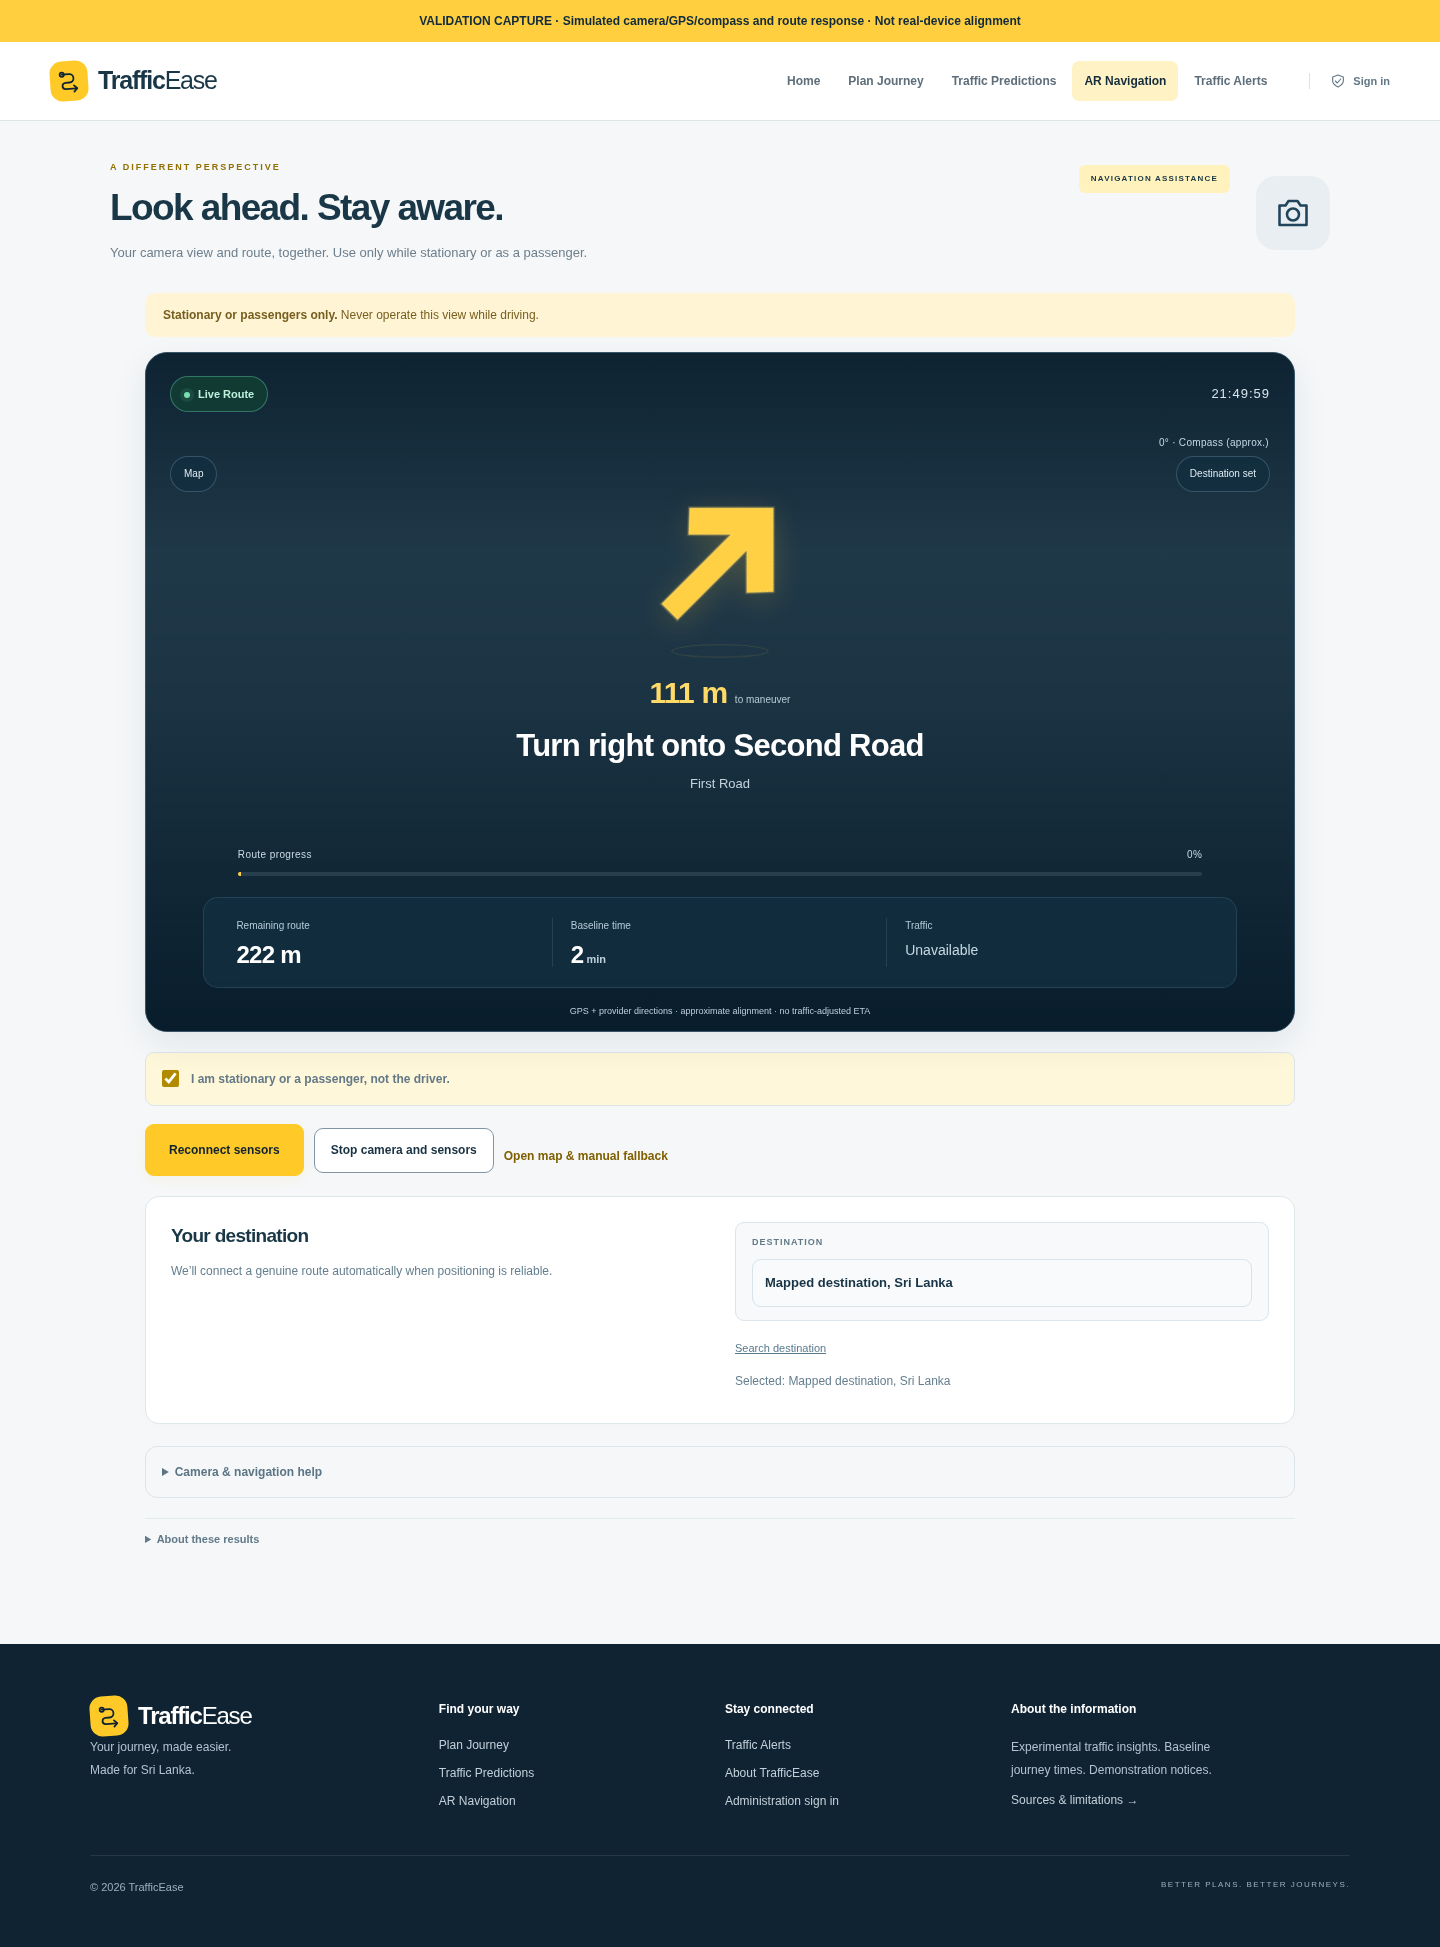 VALIDATION CAPTURE · Simulated camera/GPS/compass and route response · Not real-device alignment
TrafficEase
Home
Plan Journey
Traffic Predictions
AR Navigation
Traffic Alerts
Sign in
A DIFFERENT PERSPECTIVE
NAVIGATION ASSISTANCE
Look ahead. Stay aware.
Your camera view and route, together. Use only while stationary or as a passenger.
Stationary or passengers only. Never operate this view while driving.
Live Route
21:49:59
0° · Compass (approx.)
Map
Destination set
111 m to maneuver
Turn right onto Second Road
First Road
Route progress
0%
Remaining route
222 m
Baseline time
2 min
Traffic
Unavailable
GPS + provider directions · approximate alignment · no traffic-adjusted ETA
I am stationary or a passenger, not the driver.
Reconnect sensors
Stop camera and sensors
Open map & manual fallback
Your destination
We’ll connect a genuine route automatically when positioning is reliable.
DESTINATION
Mapped destination, Sri Lanka
Search destination
Selected: Mapped destination, Sri Lanka
Camera & navigation help
About these results
TrafficEase
Your journey, made easier.
Made for Sri Lanka.
Find your way
Plan Journey
Traffic Predictions
AR Navigation
Stay connected
Traffic Alerts
About TrafficEase
Administration sign in
About the information
Experimental traffic insights. Baseline
journey times. Demonstration notices.
Sources & limitations →
© 2026 TrafficEase
BETTER PLANS. BETTER JOURNEYS.